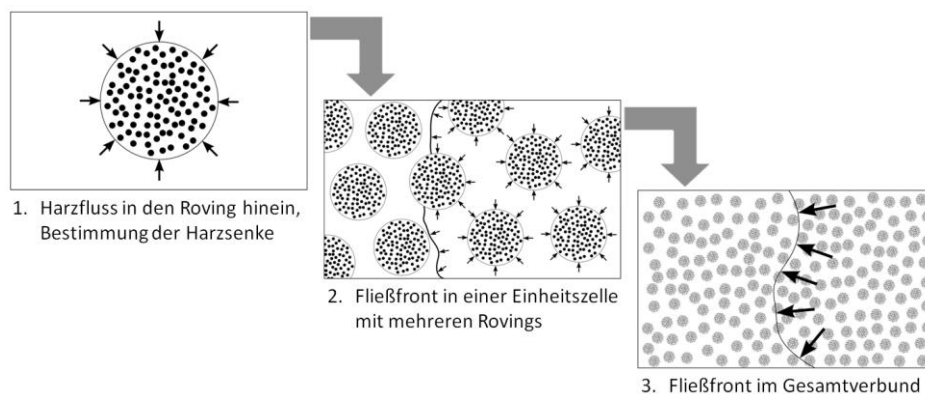 1. Harzfluss in den Roving hinein,
Bestimmung der Harzsenke
2. Fließfront in einer Einheitszelle
mit mehreren Rovings
3. Fließfront im Gesamtverbund